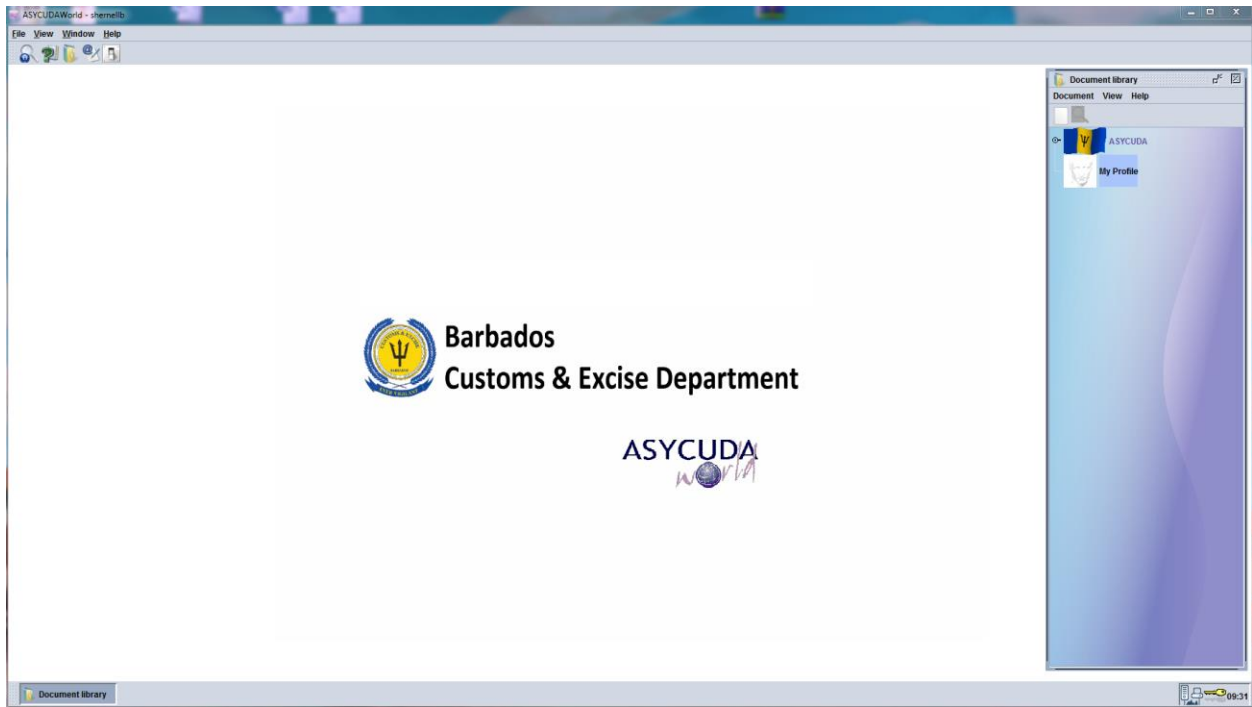 ASYCUDAWorld - shernellb
File View Window Help
Document library
Document View Help
ASYCUDA
My Profile
Barbados
Customs & Excise Department
ASYCUDA
world
Document library
09:31